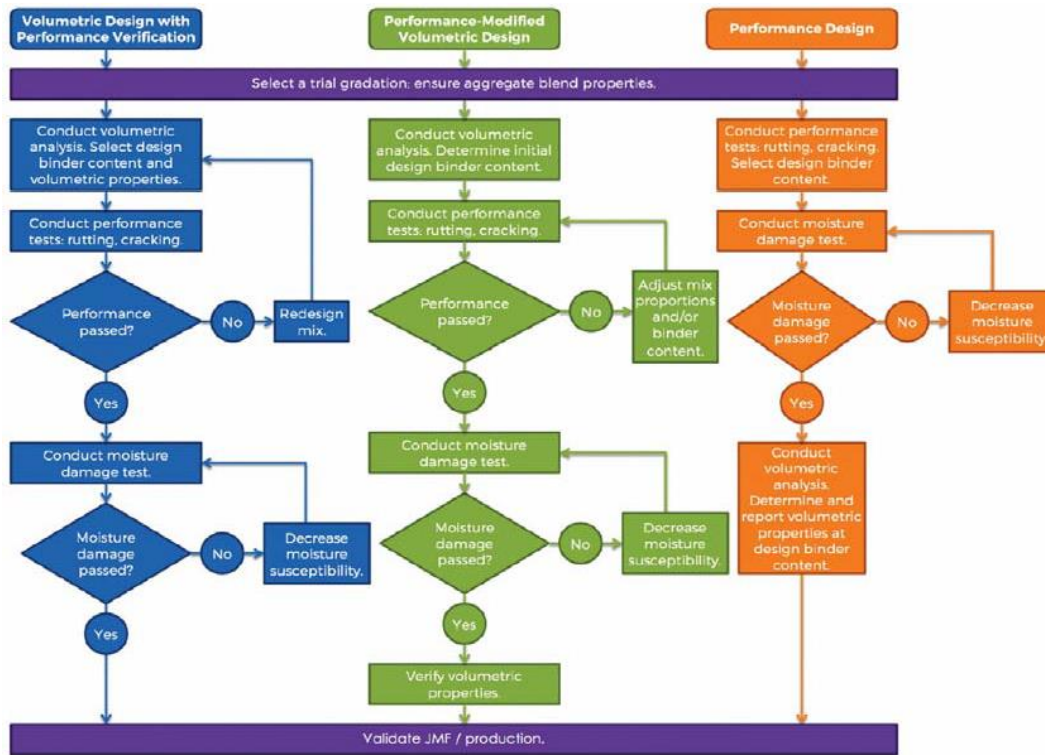 Volumetric Design with
Performance Verification
Performance-Modified
Volumetric Design
Performance Design
Select a trial gradation; ensure aggregate blend properties.
Conduct volumetric
analysis. Select design
binder content and
volumetric properties.
Conduct performance
tests: rutting, cracking.
Performance
passed?
No
Redesign
mix.
Yes
Conduct moisture
damage test.
Moisture
damage
passed?
No
Decrease
moisture
susceptibility.
Yes
Conduct volumetric
analysis. Determine initial
design binder content.
Conduct performance
tests: rutting, cracking.
Performance
passed?
No
Adjust mix
proportions
and/or
binder
content.
Yes
Conduct moisture
damage test.
Moisture
damage
passed?
No
Decrease
moisture
susceptibility.
Yes
Verify volumetric
properties.
Conduct performance
tests: rutting, cracking.
Select design binder
content.
Conduct moisture
damage test.
Moisture
damage
passed?
No
Decrease
moisture
susceptibility.
Yes
Conduct
volumetric
analysis.
Determine and
report volumetric
properties at
design binder
content.
Validate JMF / production.